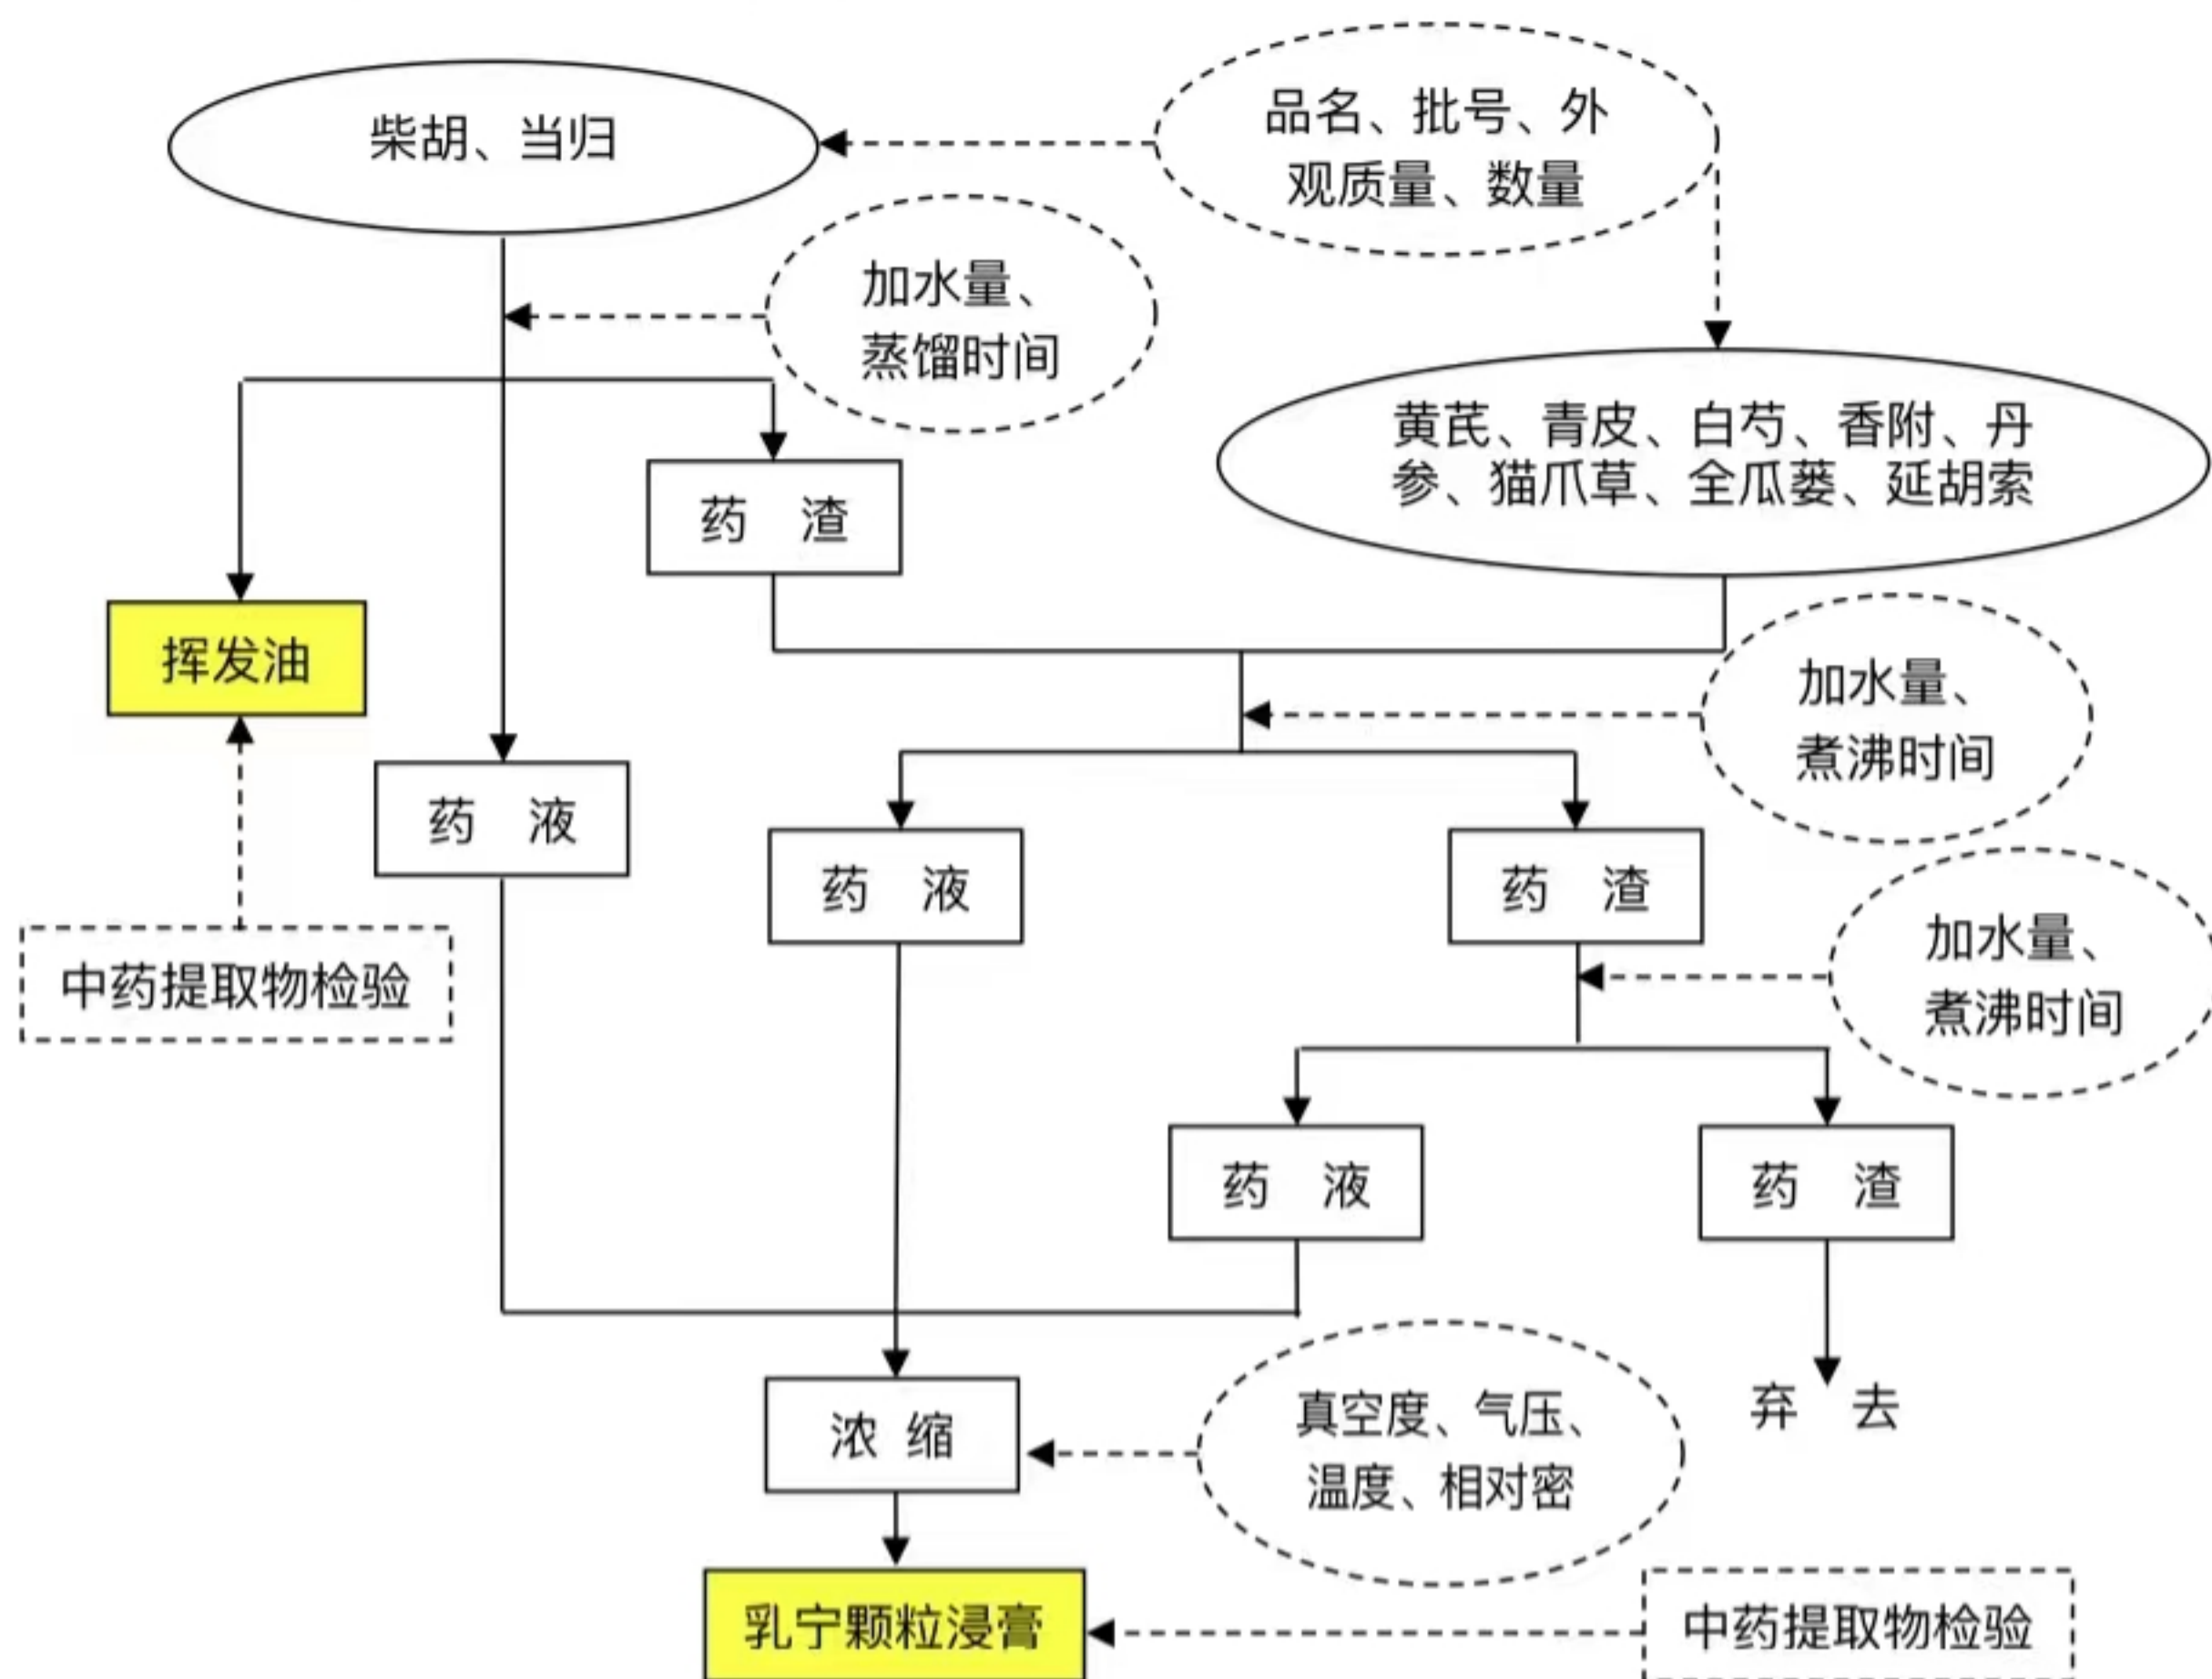 柴胡、当归
品名、批号、外
观质量、数量
加水量、
蒸馏时间
黄芪、青皮、白芍、香附、丹
参、猫爪草、全瓜蒌、延胡索
药 渣
挥发油
加水量、
煮沸时间
药 液
药 液
药 渣
中药提取物检验
加水量、
煮沸时间
药 液
药 渣
浓 缩
真空度、气压、
温度、相对密
弃 去
乳宁颗粒浸膏
中药提取物检验